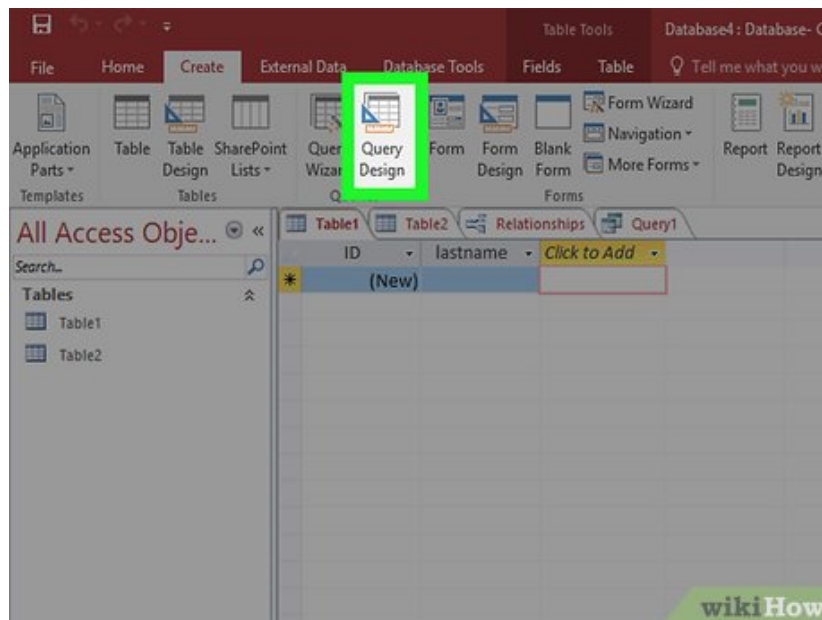 Table Tools
Database4 : Database- C
File
Home
Create
External Data
Database Tools
Fields
Table
Tell me what you w
Application Parts
Table
Table Design
SharePoint Lists
Query Wizard
Query Design
Form
Form Design
Blank Form
Form Wizard
Navigation
More Forms
Report
Report Design
Templates
Tables
Forms
All Access Obje...
Table1
Table2
Relationships
Query1
ID
lastname
Click to Add
Search...
(New)
Tables
Table1
Table2
wikiHow